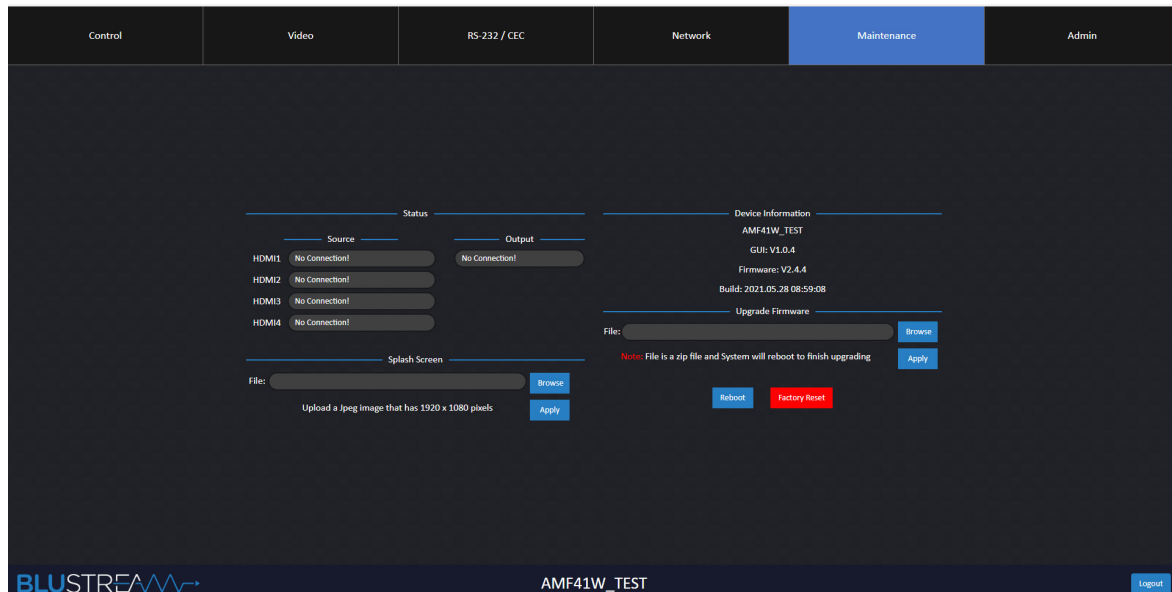 Control Video RS-232 / CEC Network Maintenance Admin
Status
Source Output
HDMI1 No Connection! No Connection!
HDMI2 No Connection!
HDMI3 No Connection!
HDMI4 No Connection!
Splash Screen
File: Browse
Upload a Jpeg image that has 1920 x 1080 pixels Apply
Device Information
AMF41W_TEST
GUI: V1.0.4
Firmware: V2.4.4
Build: 2021.05.28 08:59:08
Upgrade Firmware
File: Browse
Note: File is a zip file and System will reboot to finish upgrading Apply
Reboot Factory Reset
BLUSTREAM AMF41W_TEST Logout